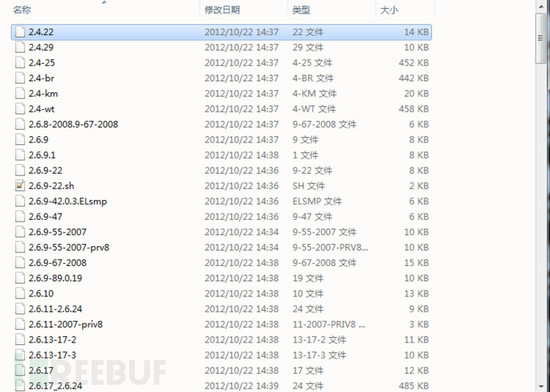 名称 修改日期 类型 大小
2.4.22 2012/10/22 14:37 22 文件 14 KB
2.4.29 2012/10/22 14:37 29 文件 10 KB
2.4-25 2012/10/22 14:37 4-25 文件 452 KB
2.4-br 2012/10/22 14:37 4-BR 文件 442 KB
2.4-km 2012/10/22 14:37 4-KM 文件 20 KB
2.4-wt 2012/10/22 14:37 4-WT 文件 458 KB
2.6.8-2008.9-67-2008 2012/10/22 14:37 9-67-2008 文件 6 KB
2.6.9 2012/10/22 14:37 9 文件 8 KB
2.6.9.1 2012/10/22 14:38 1 文件 8 KB
2.6.9-22 2012/10/22 14:36 9-22 文件 8 KB
2.6.9-22.sh 2012/10/22 14:36 SH 文件 2 KB
2.6.9-42.0.3.ELsmp 2012/10/22 14:36 ELSMP 文件 6 KB
2.6.9-47 2012/10/22 14:36 9-47 文件 6 KB
2.6.9-55-2007 2012/10/22 14:34 9-55-2007 文件 10 KB
2.6.9-55-2007-prv8 2012/10/22 14:34 9-55-2007-PRV8... 10 KB
2.6.9-67-2008 2012/10/22 14:38 9-67-2008 文件 15 KB
2.6.9-89.0.19 2012/10/22 14:38 19 文件 10 KB
2.6.10 2012/10/22 14:38 10 文件 13 KB
2.6.11-2.6.24 2012/10/22 14:34 24 文件 9 KB
2.6.11-2007-priv8 2012/10/22 14:34 11-2007-PRIV8 ... 3 KB
2.6.13-17-2 2012/10/22 14:38 13-17-2 文件 11 KB
2.6.13-17-3 2012/10/22 14:38 13-17-3 文件 10 KB
2.6.17 2012/10/22 14:38 17 文件 12 KB
2.6.17_2.6.24 2012/10/22 14:39 24 文件 485 KB
FREEBUF